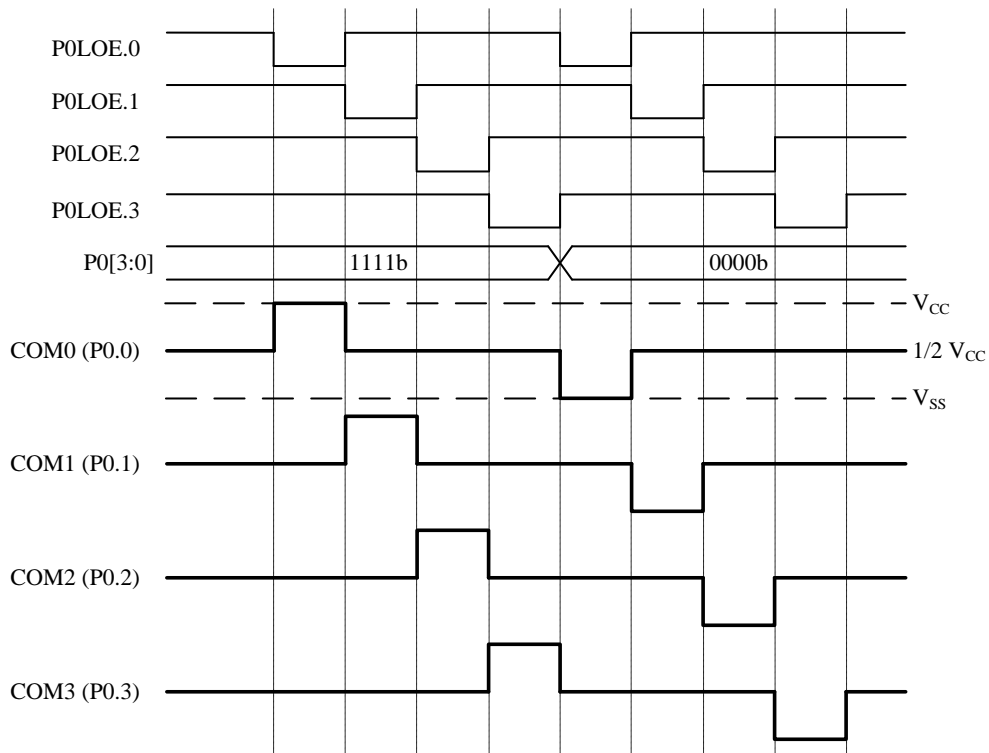 P0LOE.0
P0LOE.1
P0LOE.2
P0LOE.3
P0[3:0] 1111b 0000b
VCC
COM0 (P0.0) 1/2 VCC
VSS
COM1 (P0.1)
COM2 (P0.2)
COM3 (P0.3)